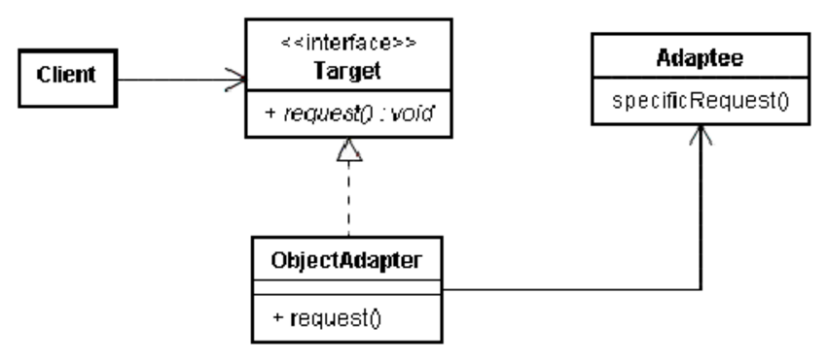 Client
<<interface>>
Target
+ request() : void
Adaptee
specificRequest()
ObjectAdapter
+ request()